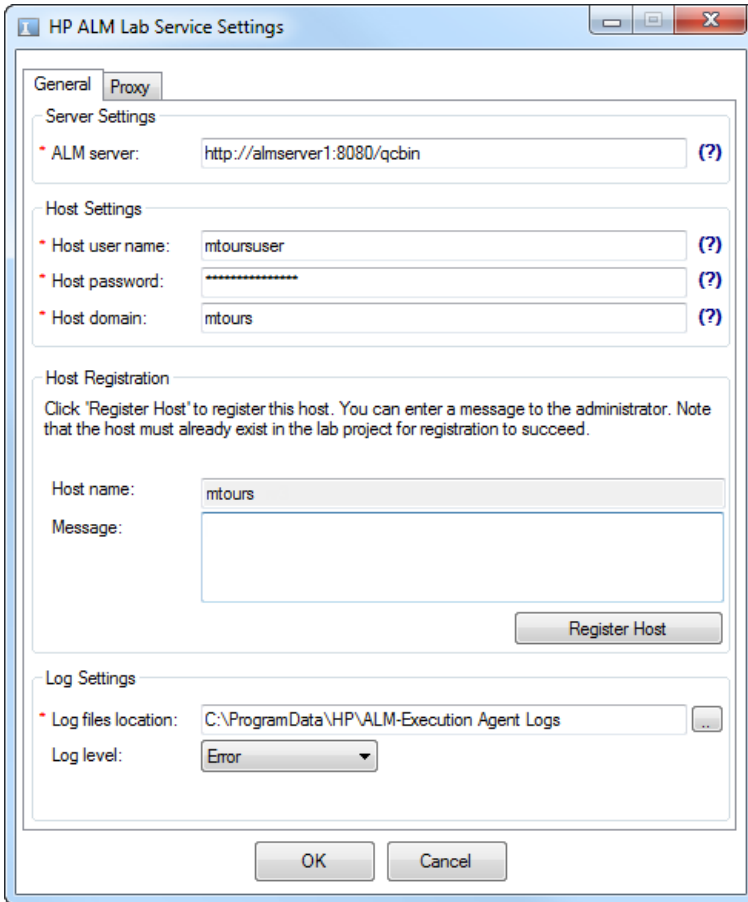 HP ALM Lab Service Settings
General Proxy
Server Settings
* ALM server: http://almserver1:8080/qcbin (?)
Host Settings
* Host user name: mtoursuser (?)
* Host password: *************** (?)
* Host domain: mtours (?)
Host Registration
Click 'Register Host' to register this host. You can enter a message to the administrator. Note
that the host must already exist in the lab project for registration to succeed.
Host name: mtours
Message:
Register Host
Log Settings
* Log files location: C:\ProgramData\HP\ALM-Execution Agent Logs ..
Log level: Error
OK Cancel